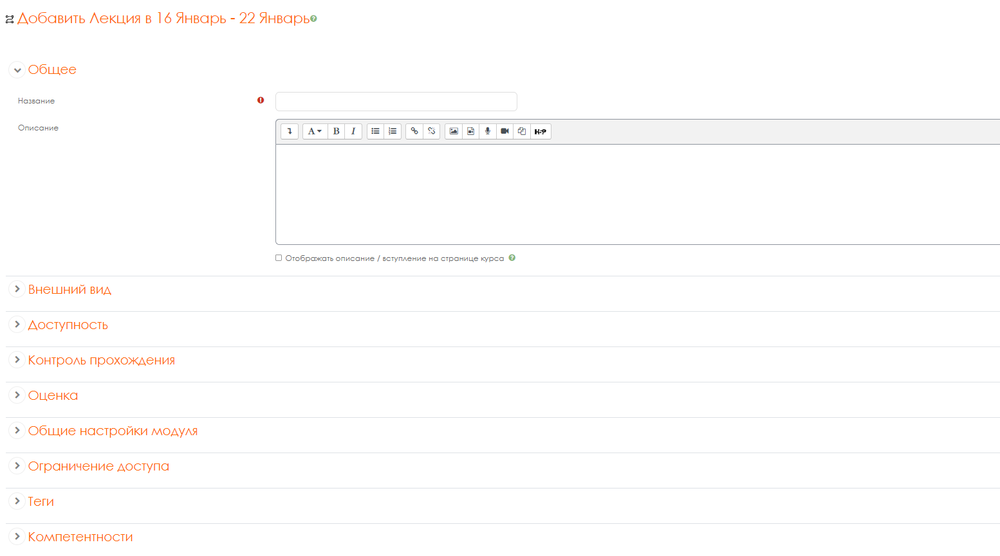 Добавить Лекция в 16 Январь - 22 Январь
Общее
Название
Описание
A B I H5P
Отображать описание / вступление на странице курса
Внешний вид
Доступность
Контроль прохождения
Оценка
Общие настройки модуля
Ограничение доступа
Теги
Компетентности